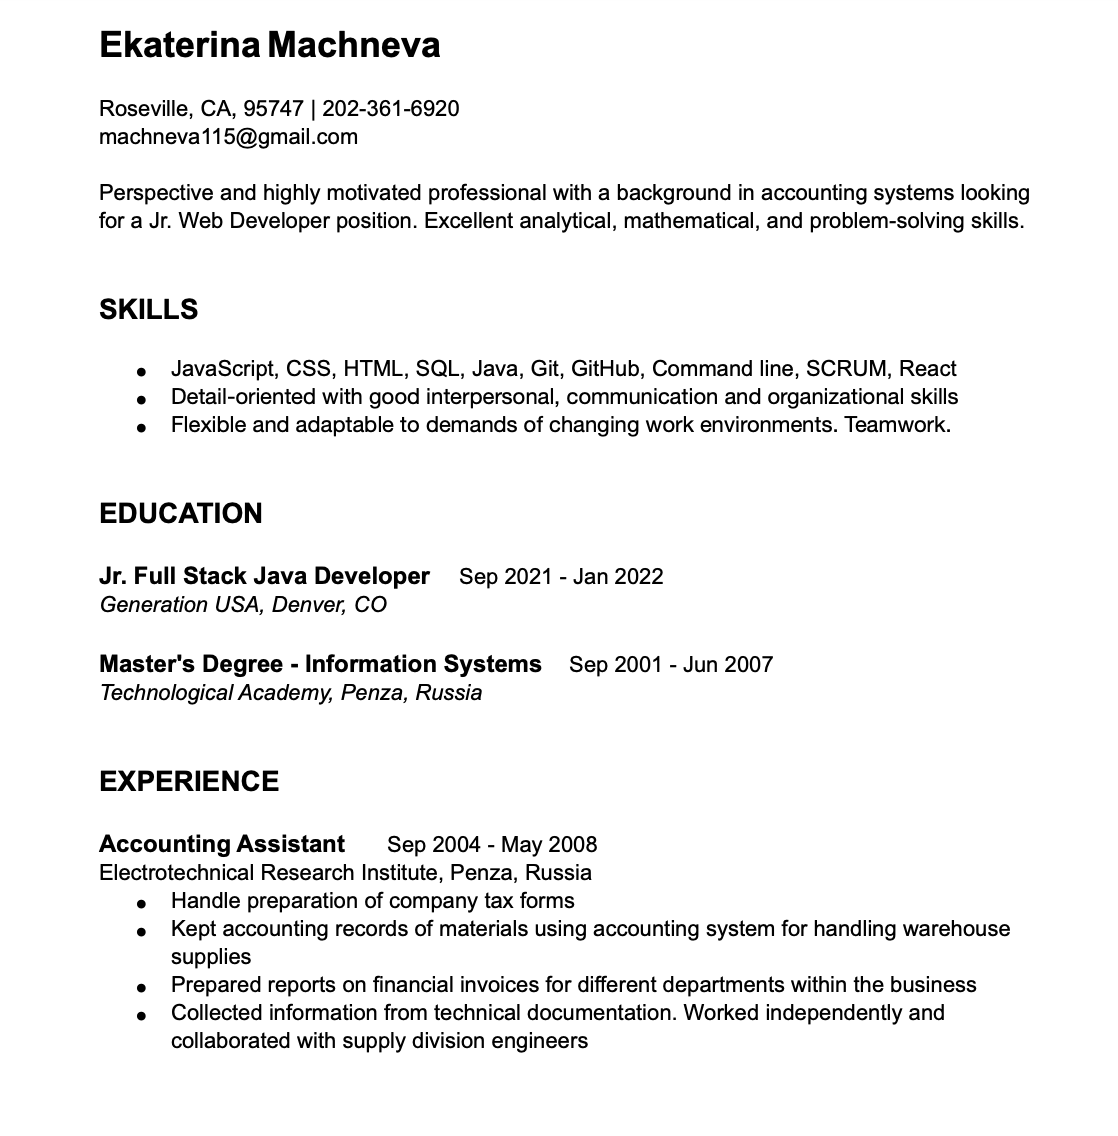 Ekaterina Machneva
Roseville, CA, 95747 | 202-361-6920
machneva115@gmail.com
Perspective and highly motivated professional with a background in accounting systems looking
for a Jr. Web Developer position. Excellent analytical, mathematical, and problem-solving skills.
SKILLS
● JavaScript, CSS, HTML, SQL, Java, Git, GitHub, Command line, SCRUM, React
● Detail-oriented with good interpersonal, communication and organizational skills
● Flexible and adaptable to demands of changing work environments. Teamwork.
EDUCATION
Jr. Full Stack Java Developer Sep 2021 - Jan 2022
Generation USA, Denver, CO
Master's Degree - Information Systems Sep 2001 - Jun 2007
Technological Academy, Penza, Russia
EXPERIENCE
Accounting Assistant Sep 2004 - May 2008
Electrotechnical Research Institute, Penza, Russia
● Handle preparation of company tax forms
● Kept accounting records of materials using accounting system for handling warehouse
supplies
● Prepared reports on financial invoices for different departments within the business
● Collected information from technical documentation. Worked independently and
collaborated with supply division engineers